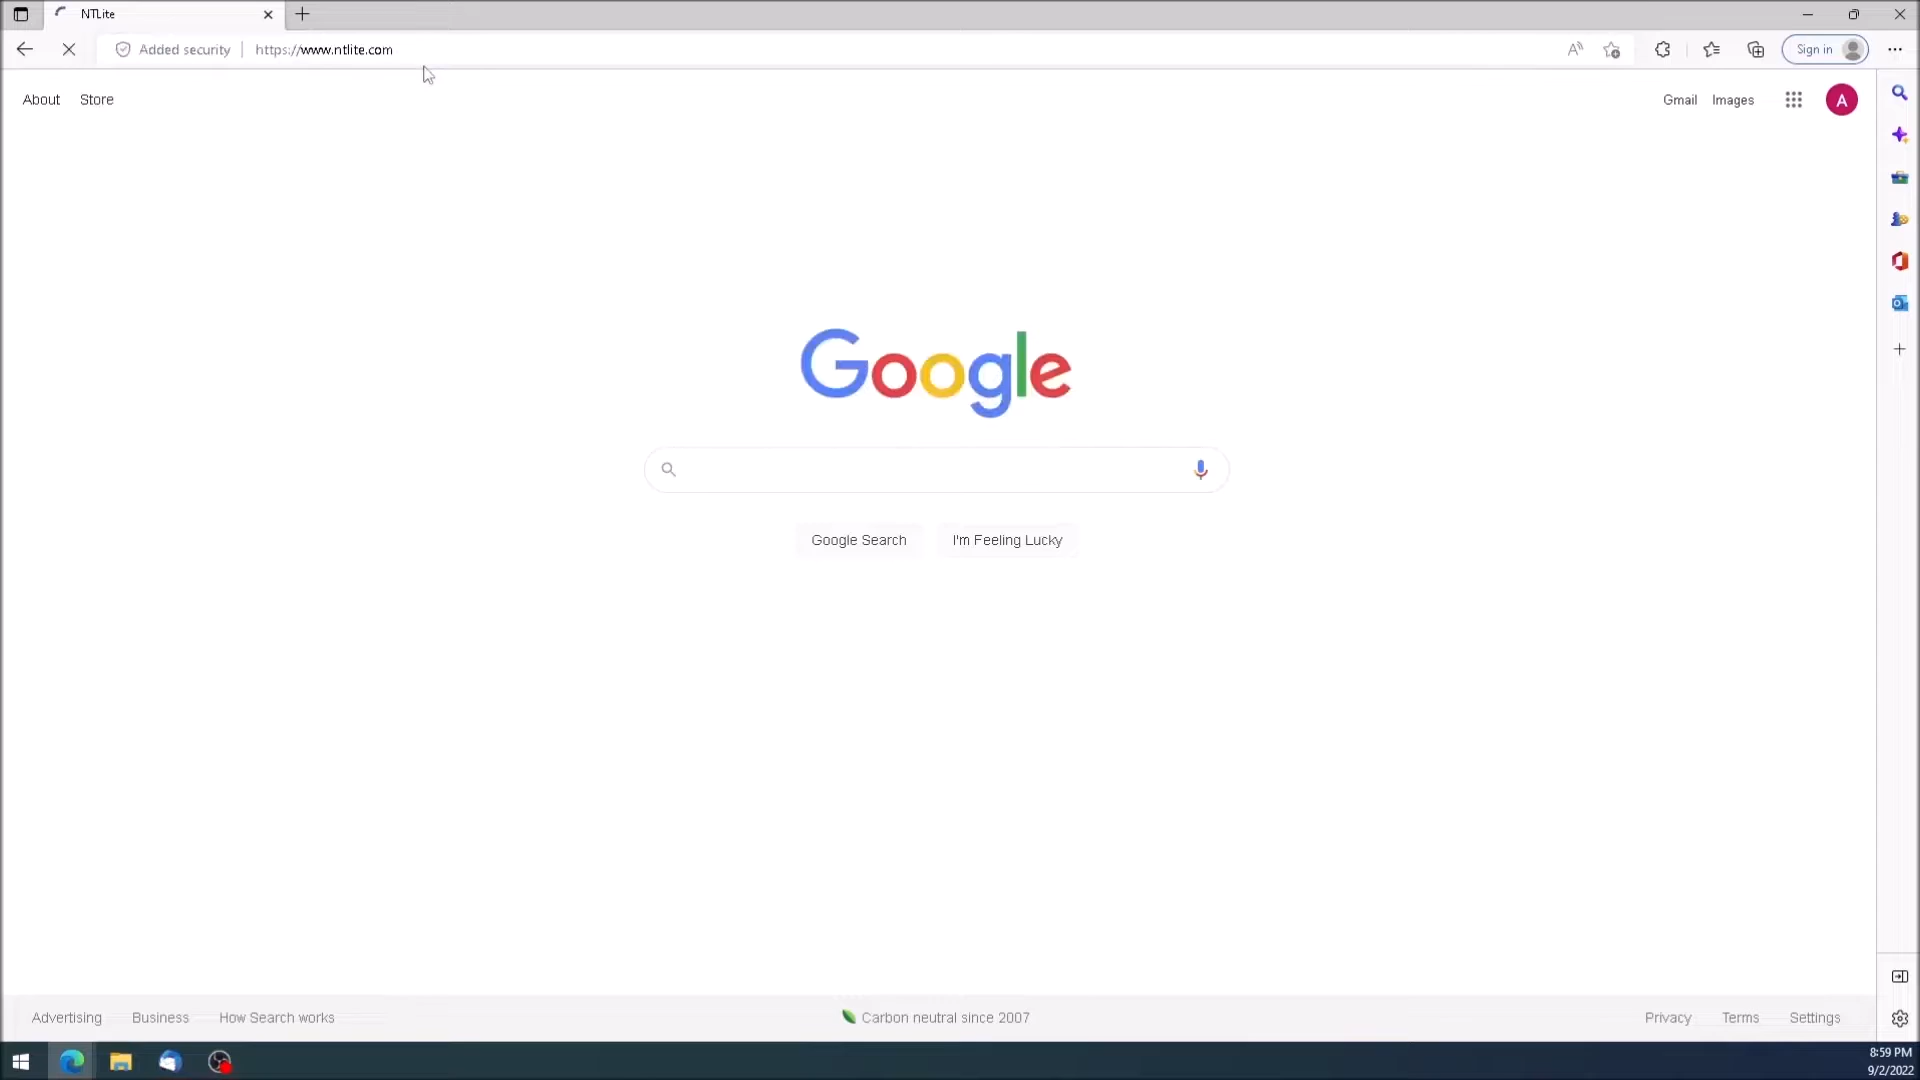 NTLite
Added security
https://www.ntlite.com
Sign in
About Store
Gmail Images
A
Google
Google Search I'm Feeling Lucky
Advertising Business How Search works
Carbon neutral since 2007
Privacy Terms Settings
8:59 PM
9/2/2022